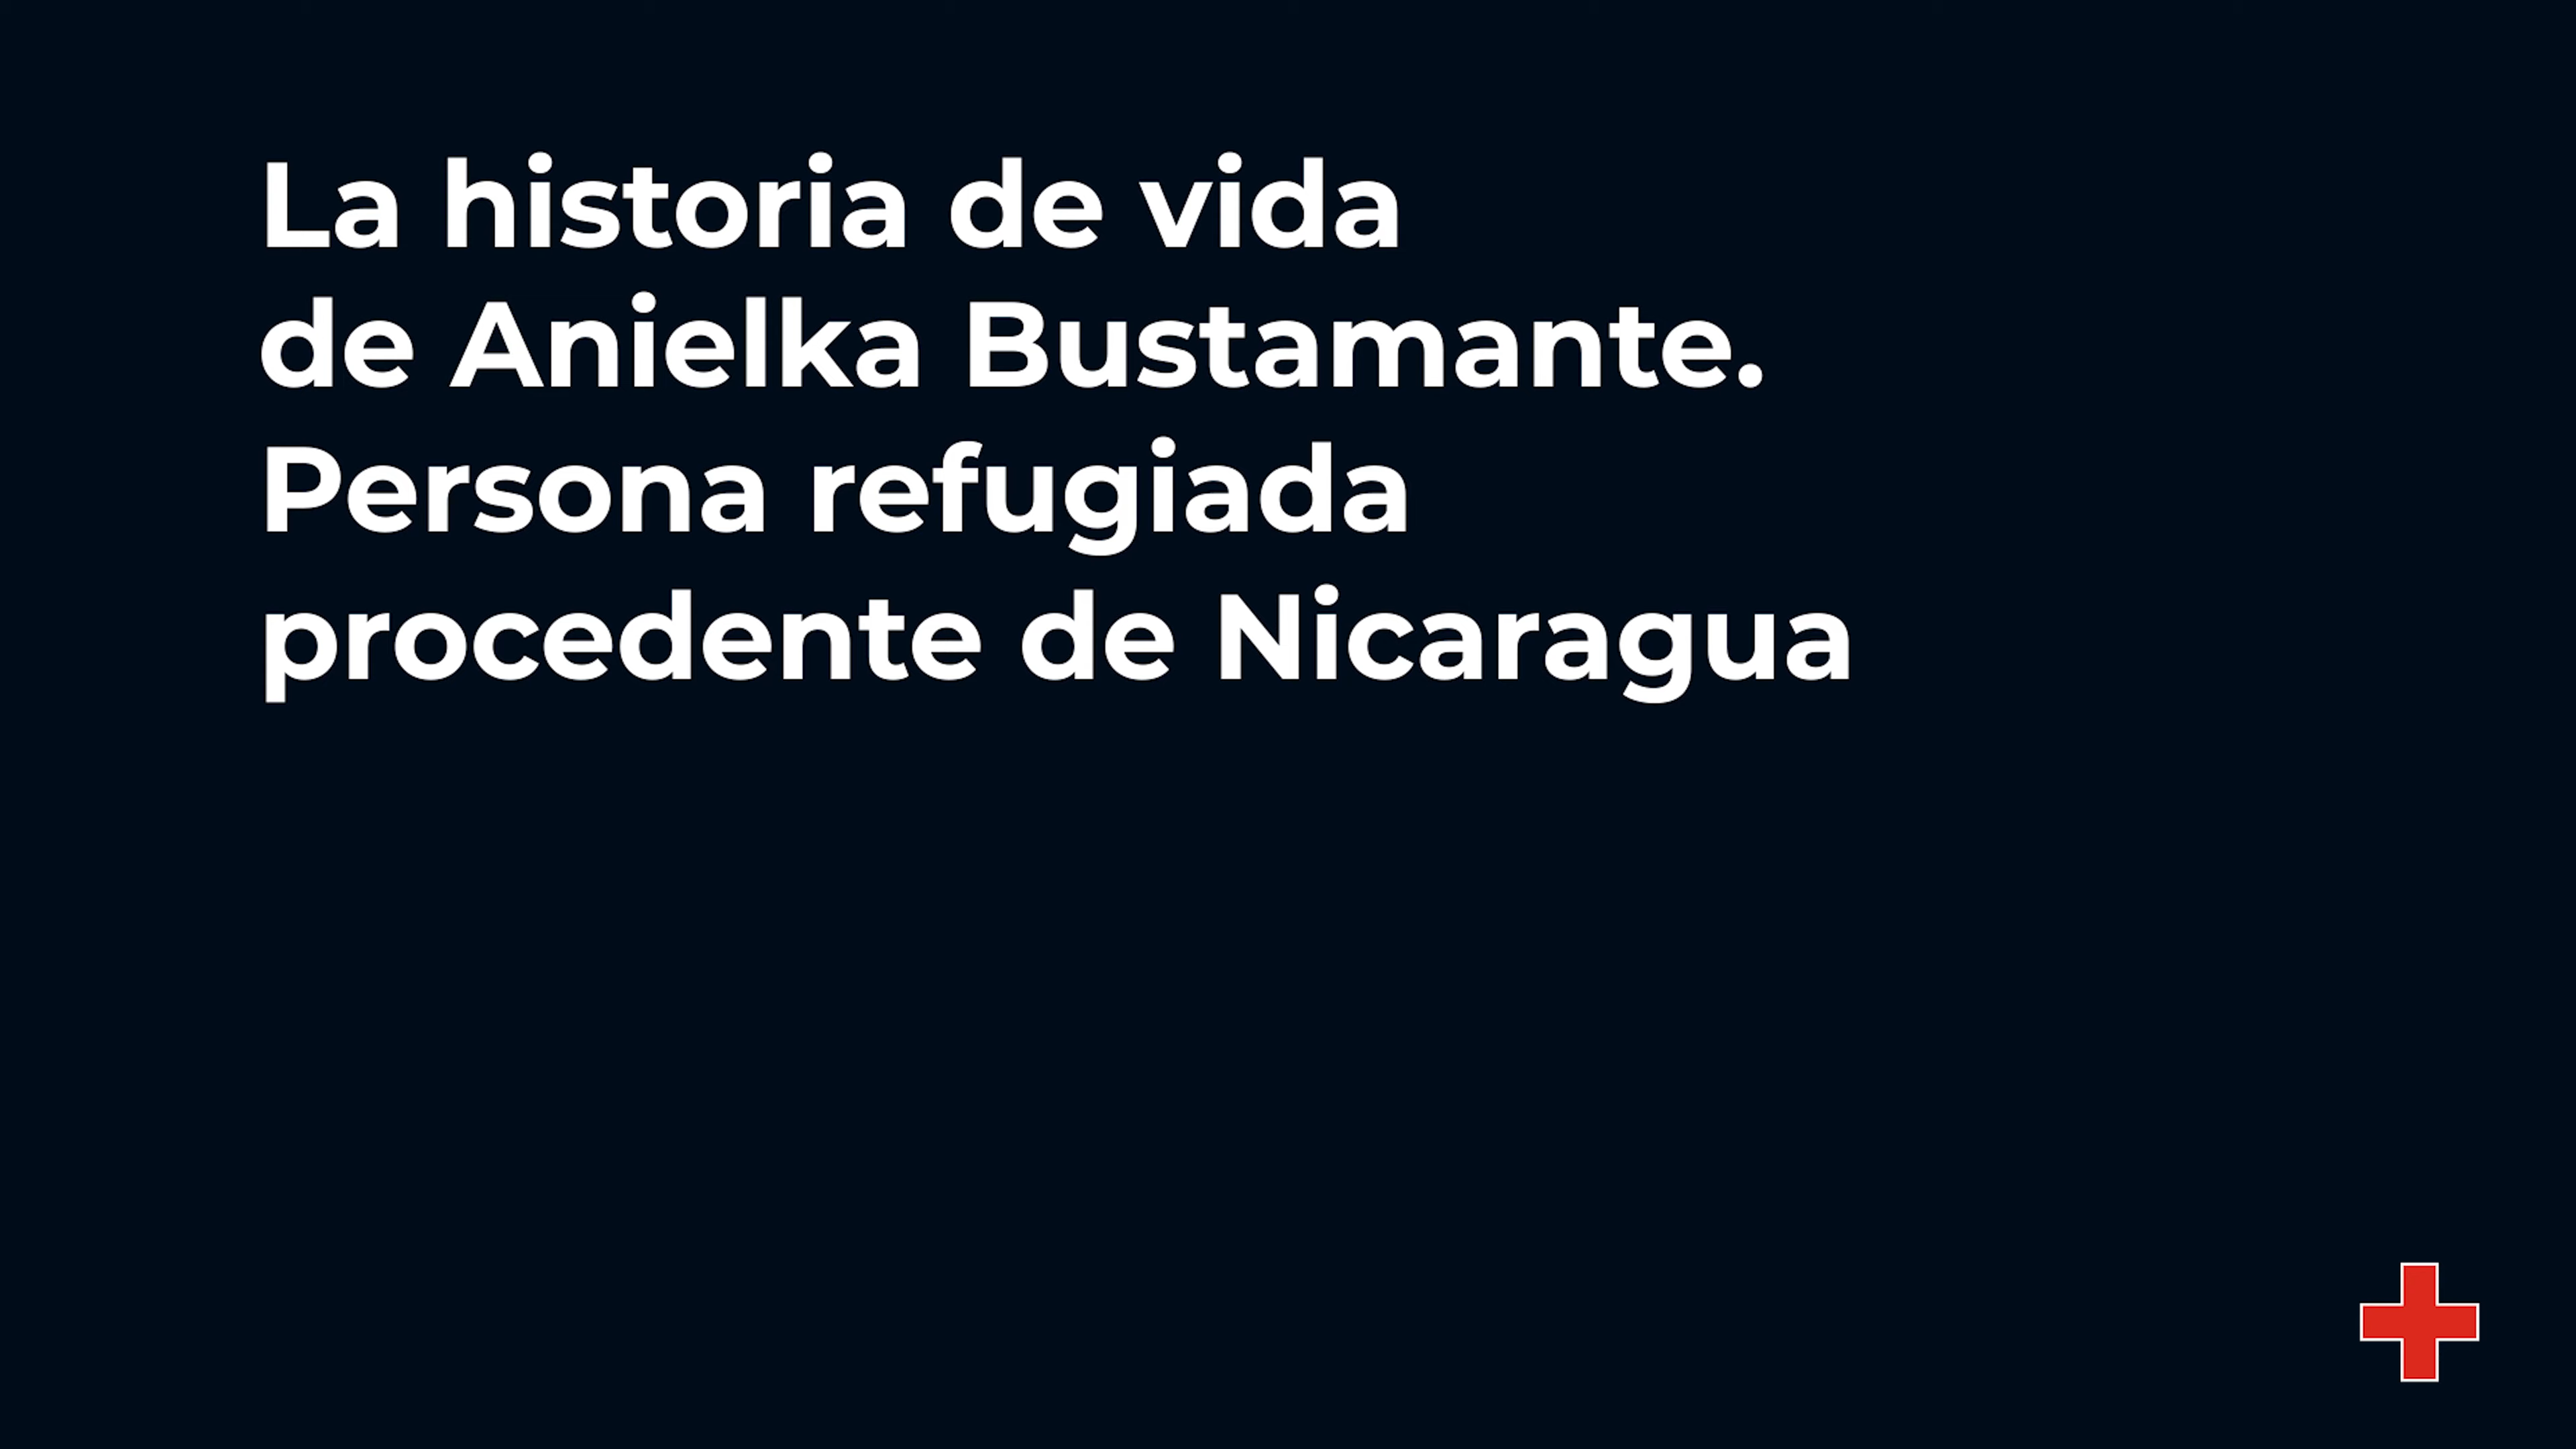 La historia de vida
de Anielka Bustamante.
Persona refugiada
procedente de Nicaragua